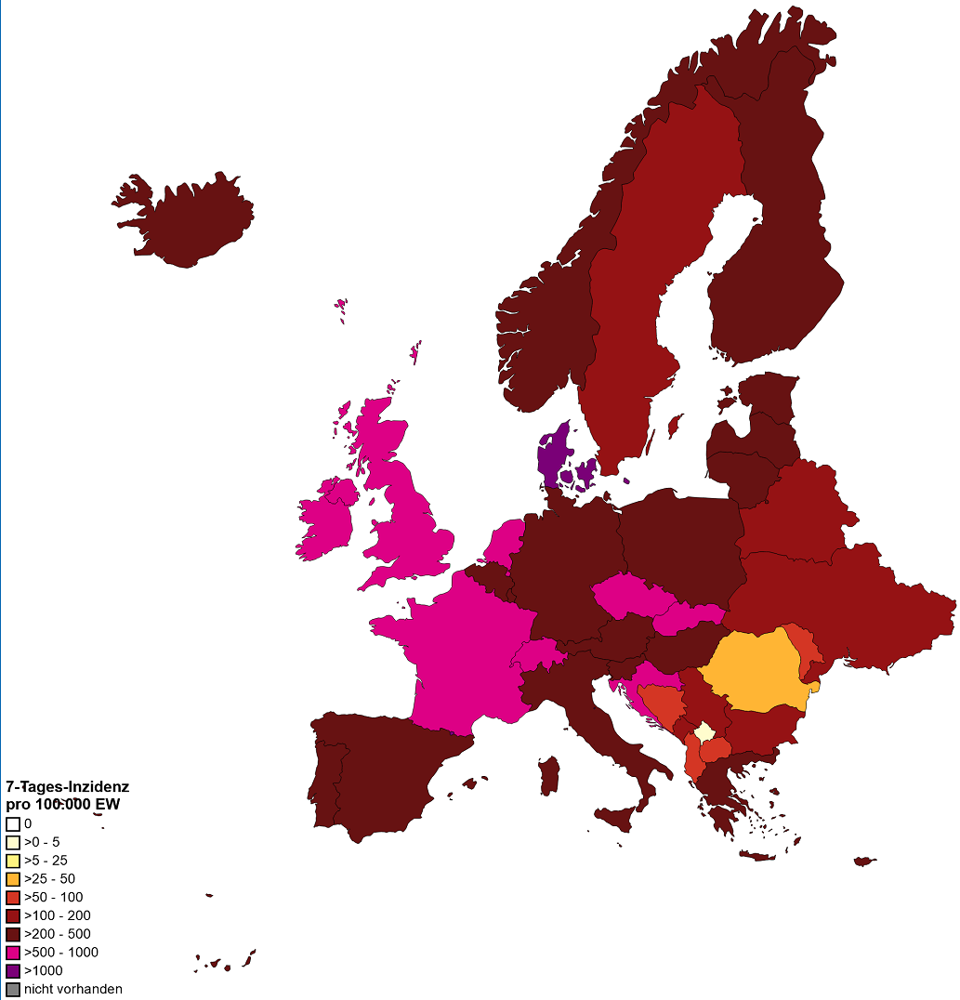 7-Tages-Inzidenz
pro 100.000 EW
0
>0 - 5
>5 - 25
>25 - 50
>50 - 100
>100 - 200
>200 - 500
>500 - 1000
>1000
nicht vorhanden